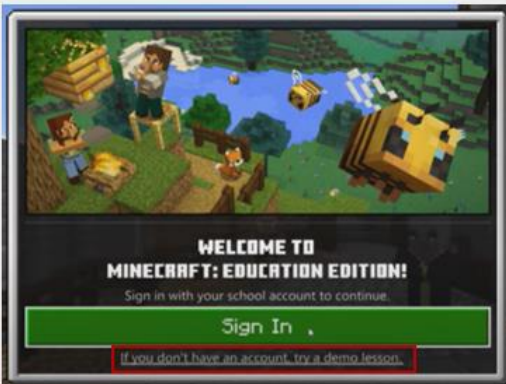 WELCOME TO
MINECRAFT: EDUCATION EDITION!
Sign in with your school account to continue.
Sign In
If you don't have an account, try a demo lesson.